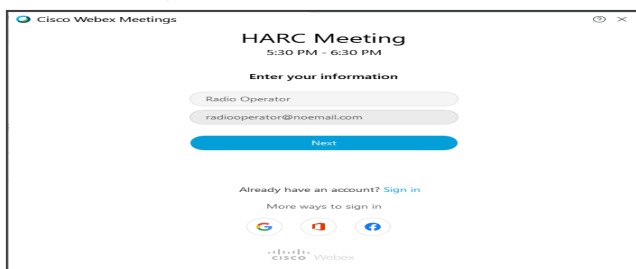 Cisco Webex Meetings
HARC Meeting
5:30 PM - 6:30 PM
Enter your information
Radio Operator
radiooperator@noemail.com
Next
Already have an account? Sign in
More ways to sign in
cisco Webex